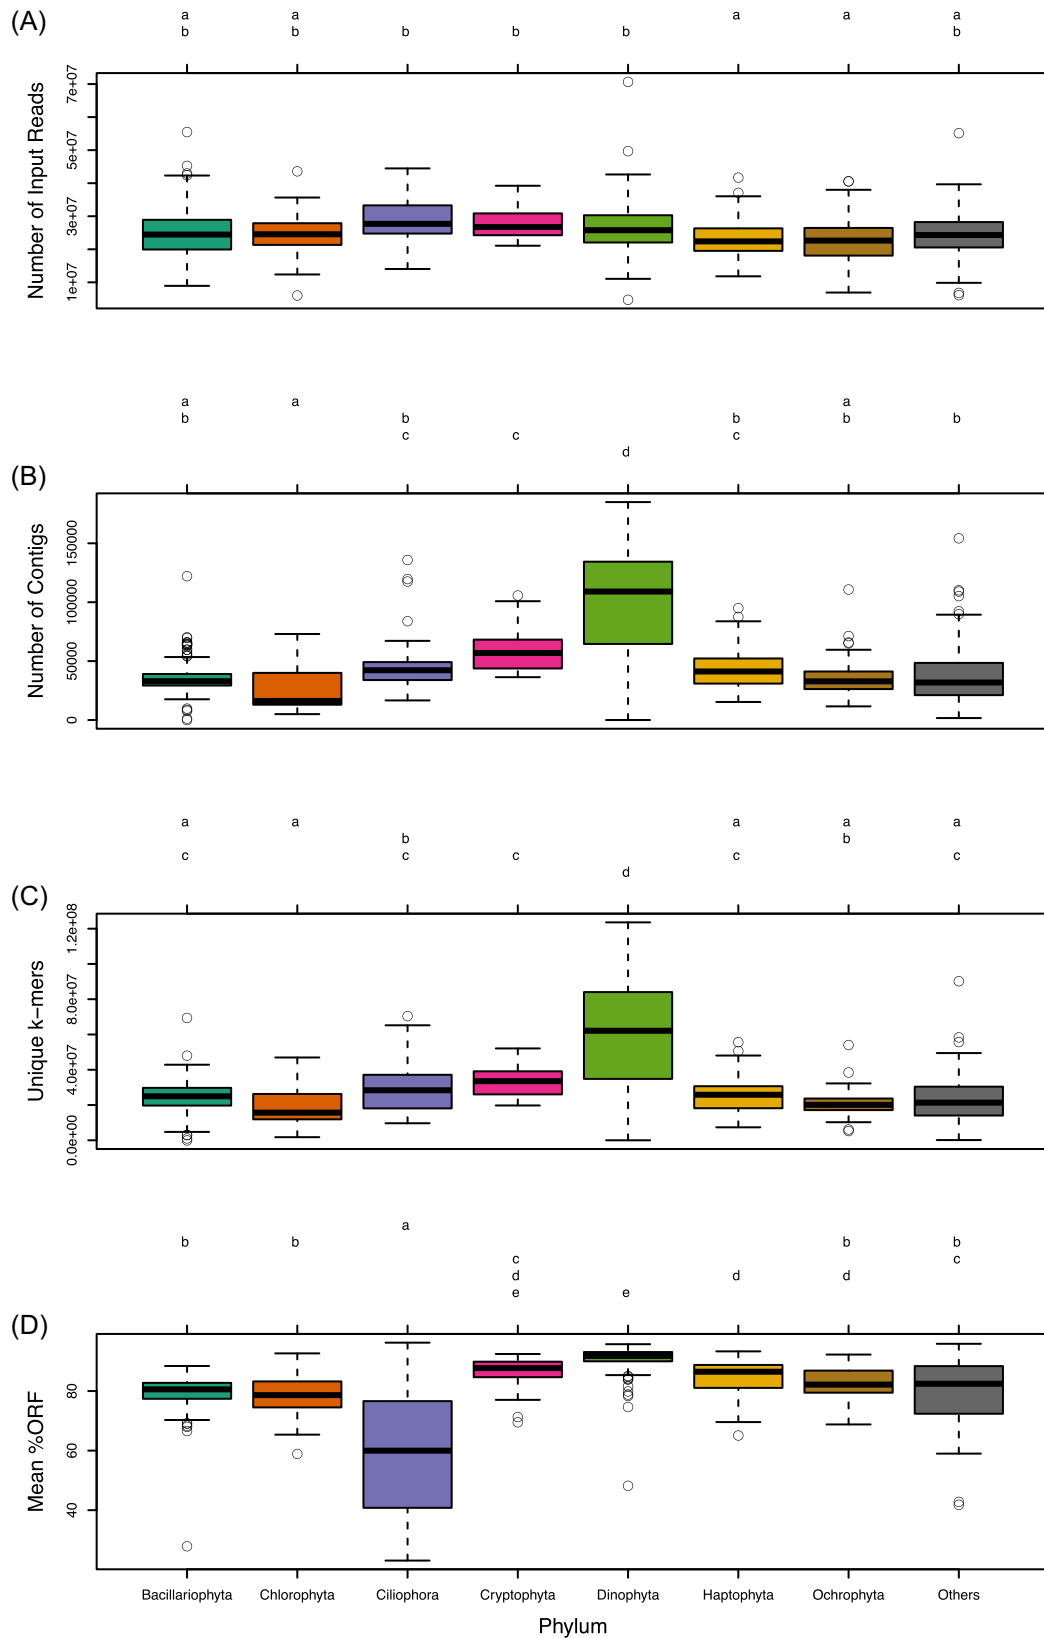 (A)
a a a a a
b b b b b b
Number of Input Reads
7e+07
5e+07
3e+07
1e+07
(B)
a a a
b b b b b
c c c
d
Number of Contigs
150000
100000
50000
0
(C)
a a a a a
b b
c c c c c
d
Unique k−mers
1.2e+08
8.0e+07
4.0e+07
0.0e+00
(D)
a
b b b b
c c
d d d
e e
Mean %ORF
80
60
40
Bacillariophyta Chlorophyta Ciliophora Cryptophyta Dinophyta Haptophyta Ochrophyta Others
Phylum